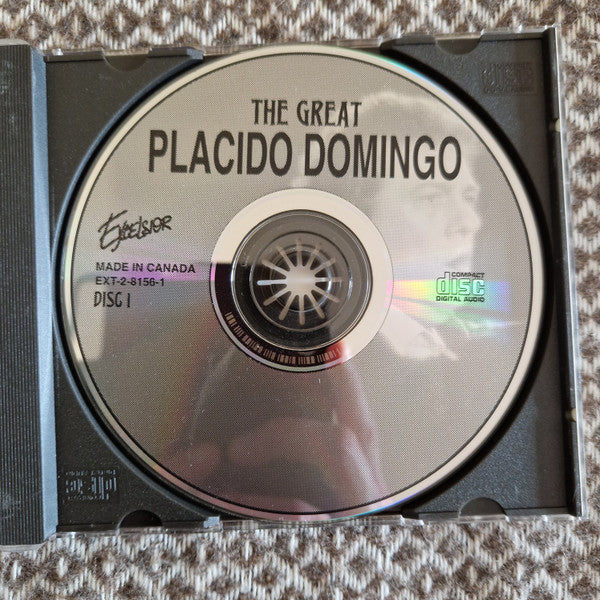 THE GREAT
PLACIDO DOMINGO
EXCELSIOR
MADE IN CANADA
EXT-2-8156-1
DISC 1
COMPACT
disc
DIGITAL AUDIO